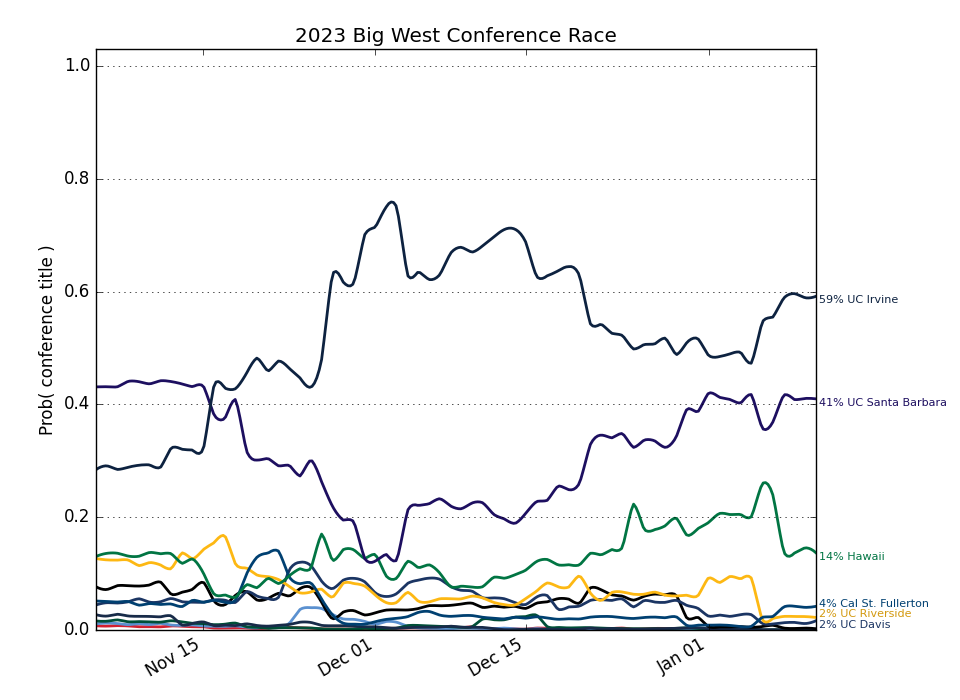 2023 Big West Conference Race
Prob( conference title )
1.0
0.8
0.6
0.4
0.2
0.0
59% UC Irvine
41% UC Santa Barbara
14% Hawaii
4% Cal St. Fullerton
2% UC Riverside
2% UC Davis
Nov 15
Dec 01
Dec 15
Jan 01